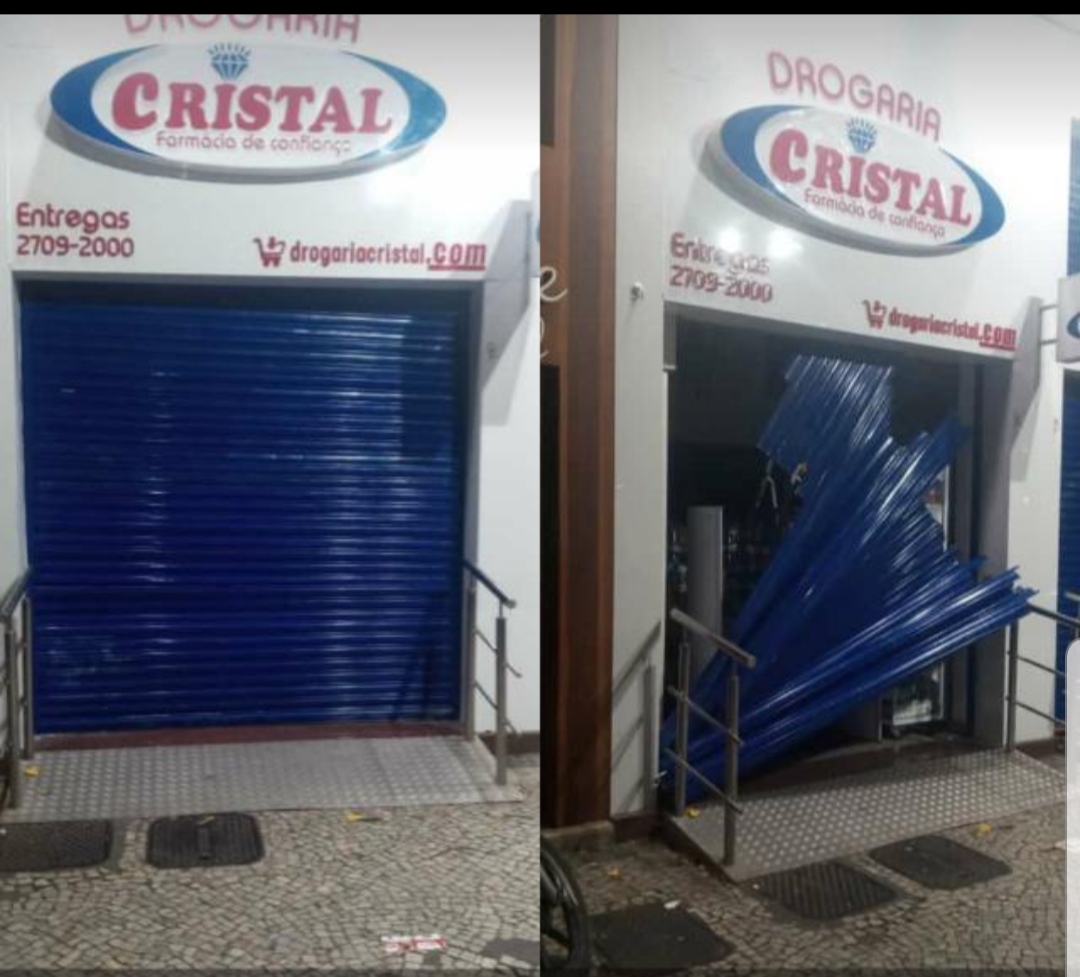 DROGARIA
CRISTAL
Farmácia de confiança
Entregas
2709-2000
drogariacristal.com
DROGARIA
CRISTAL
Farmácia de confiança
Entregas
2709-2000
drogariacristal.com